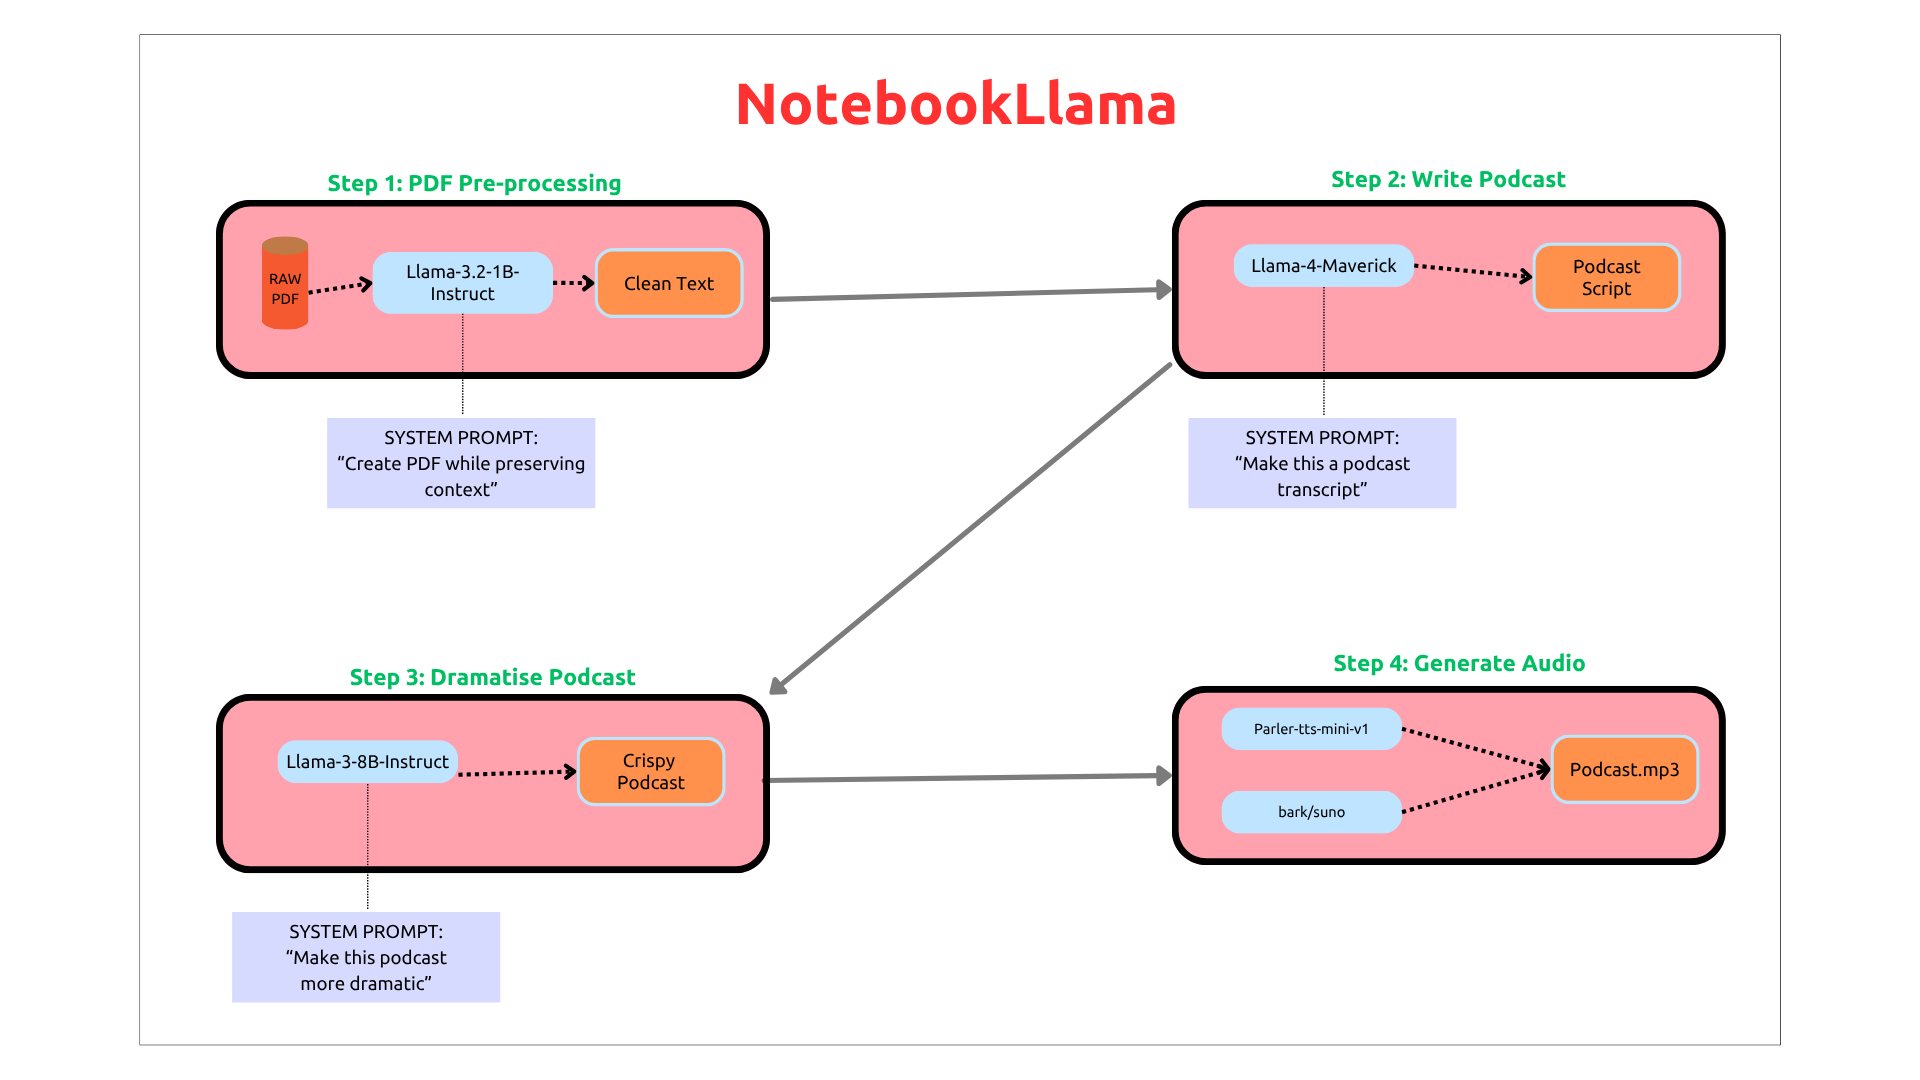 NotebookLlama
Step 1: PDF Pre-processing
RAW
PDF
Llama-3.2-1B-
Instruct
Clean Text
SYSTEM PROMPT:
“Create PDF while preserving
context”
Step 2: Write Podcast
Llama-4-Maverick
Podcast
Script
SYSTEM PROMPT:
“Make this a podcast
transcript”
Step 3: Dramatise Podcast
Llama-3-8B-Instruct
Crispy
Podcast
SYSTEM PROMPT:
“Make this podcast
more dramatic”
Step 4: Generate Audio
Parler-tts-mini-v1
bark/suno
Podcast.mp3